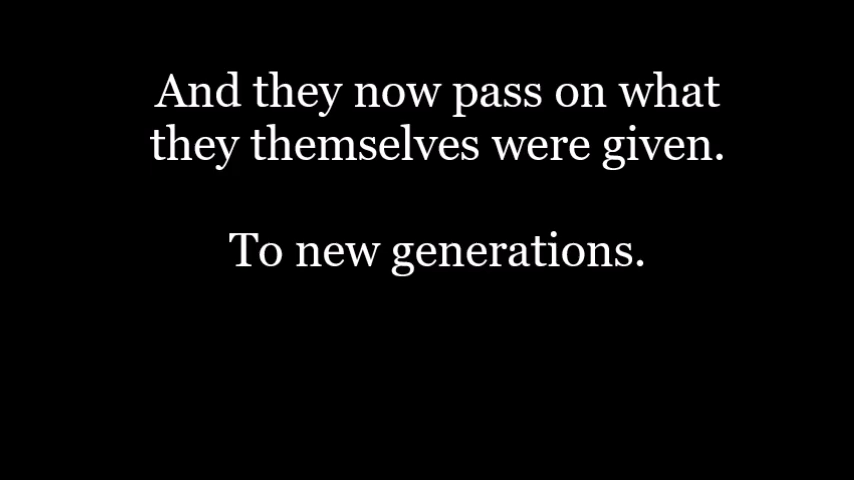 And they now pass on what
they themselves were given.
To new generations.